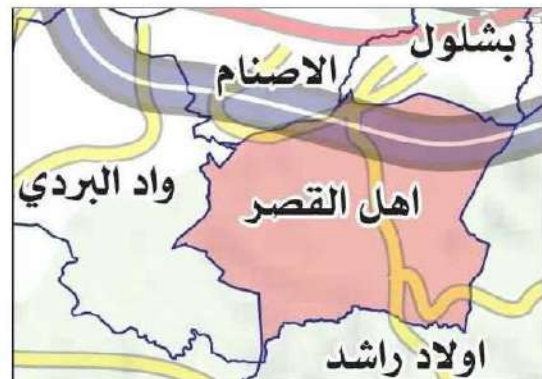 بشلول
الاصنام
واد البردي
اهل القصر
اولاد راشد